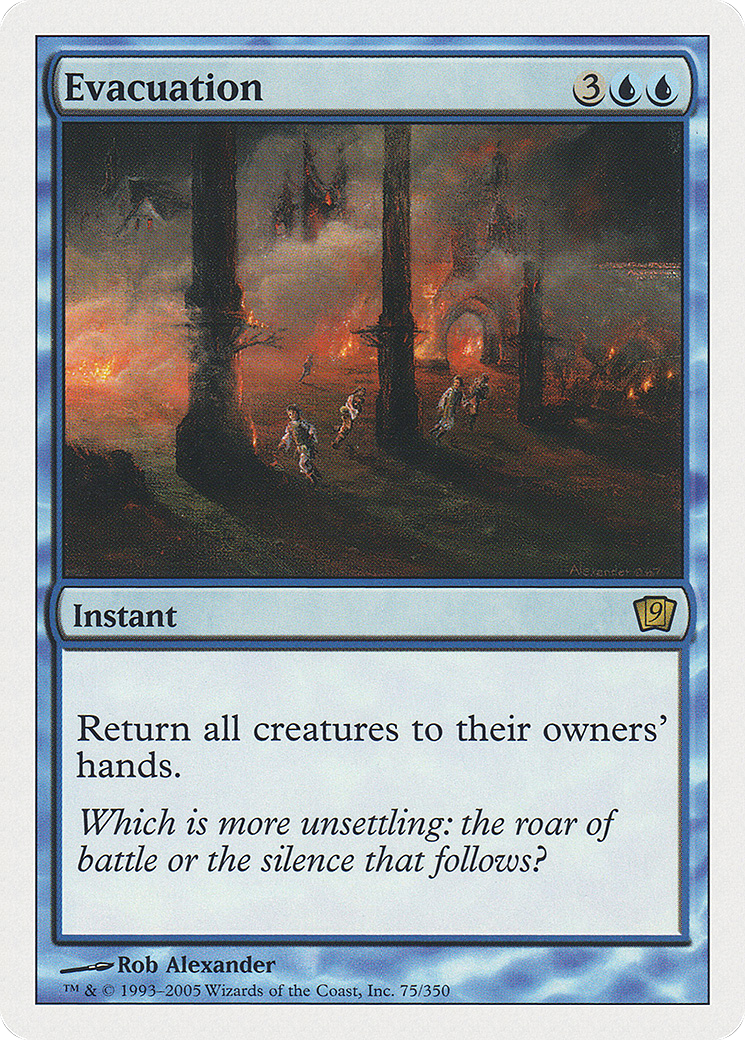 Evacuation 3
Instant 9
Return all creatures to their owners'
hands.
Which is more unsettling: the roar of
battle or the silence that follows?
Rob Alexander
™ & © 1993–2005 Wizards of the Coast, Inc. 75/350